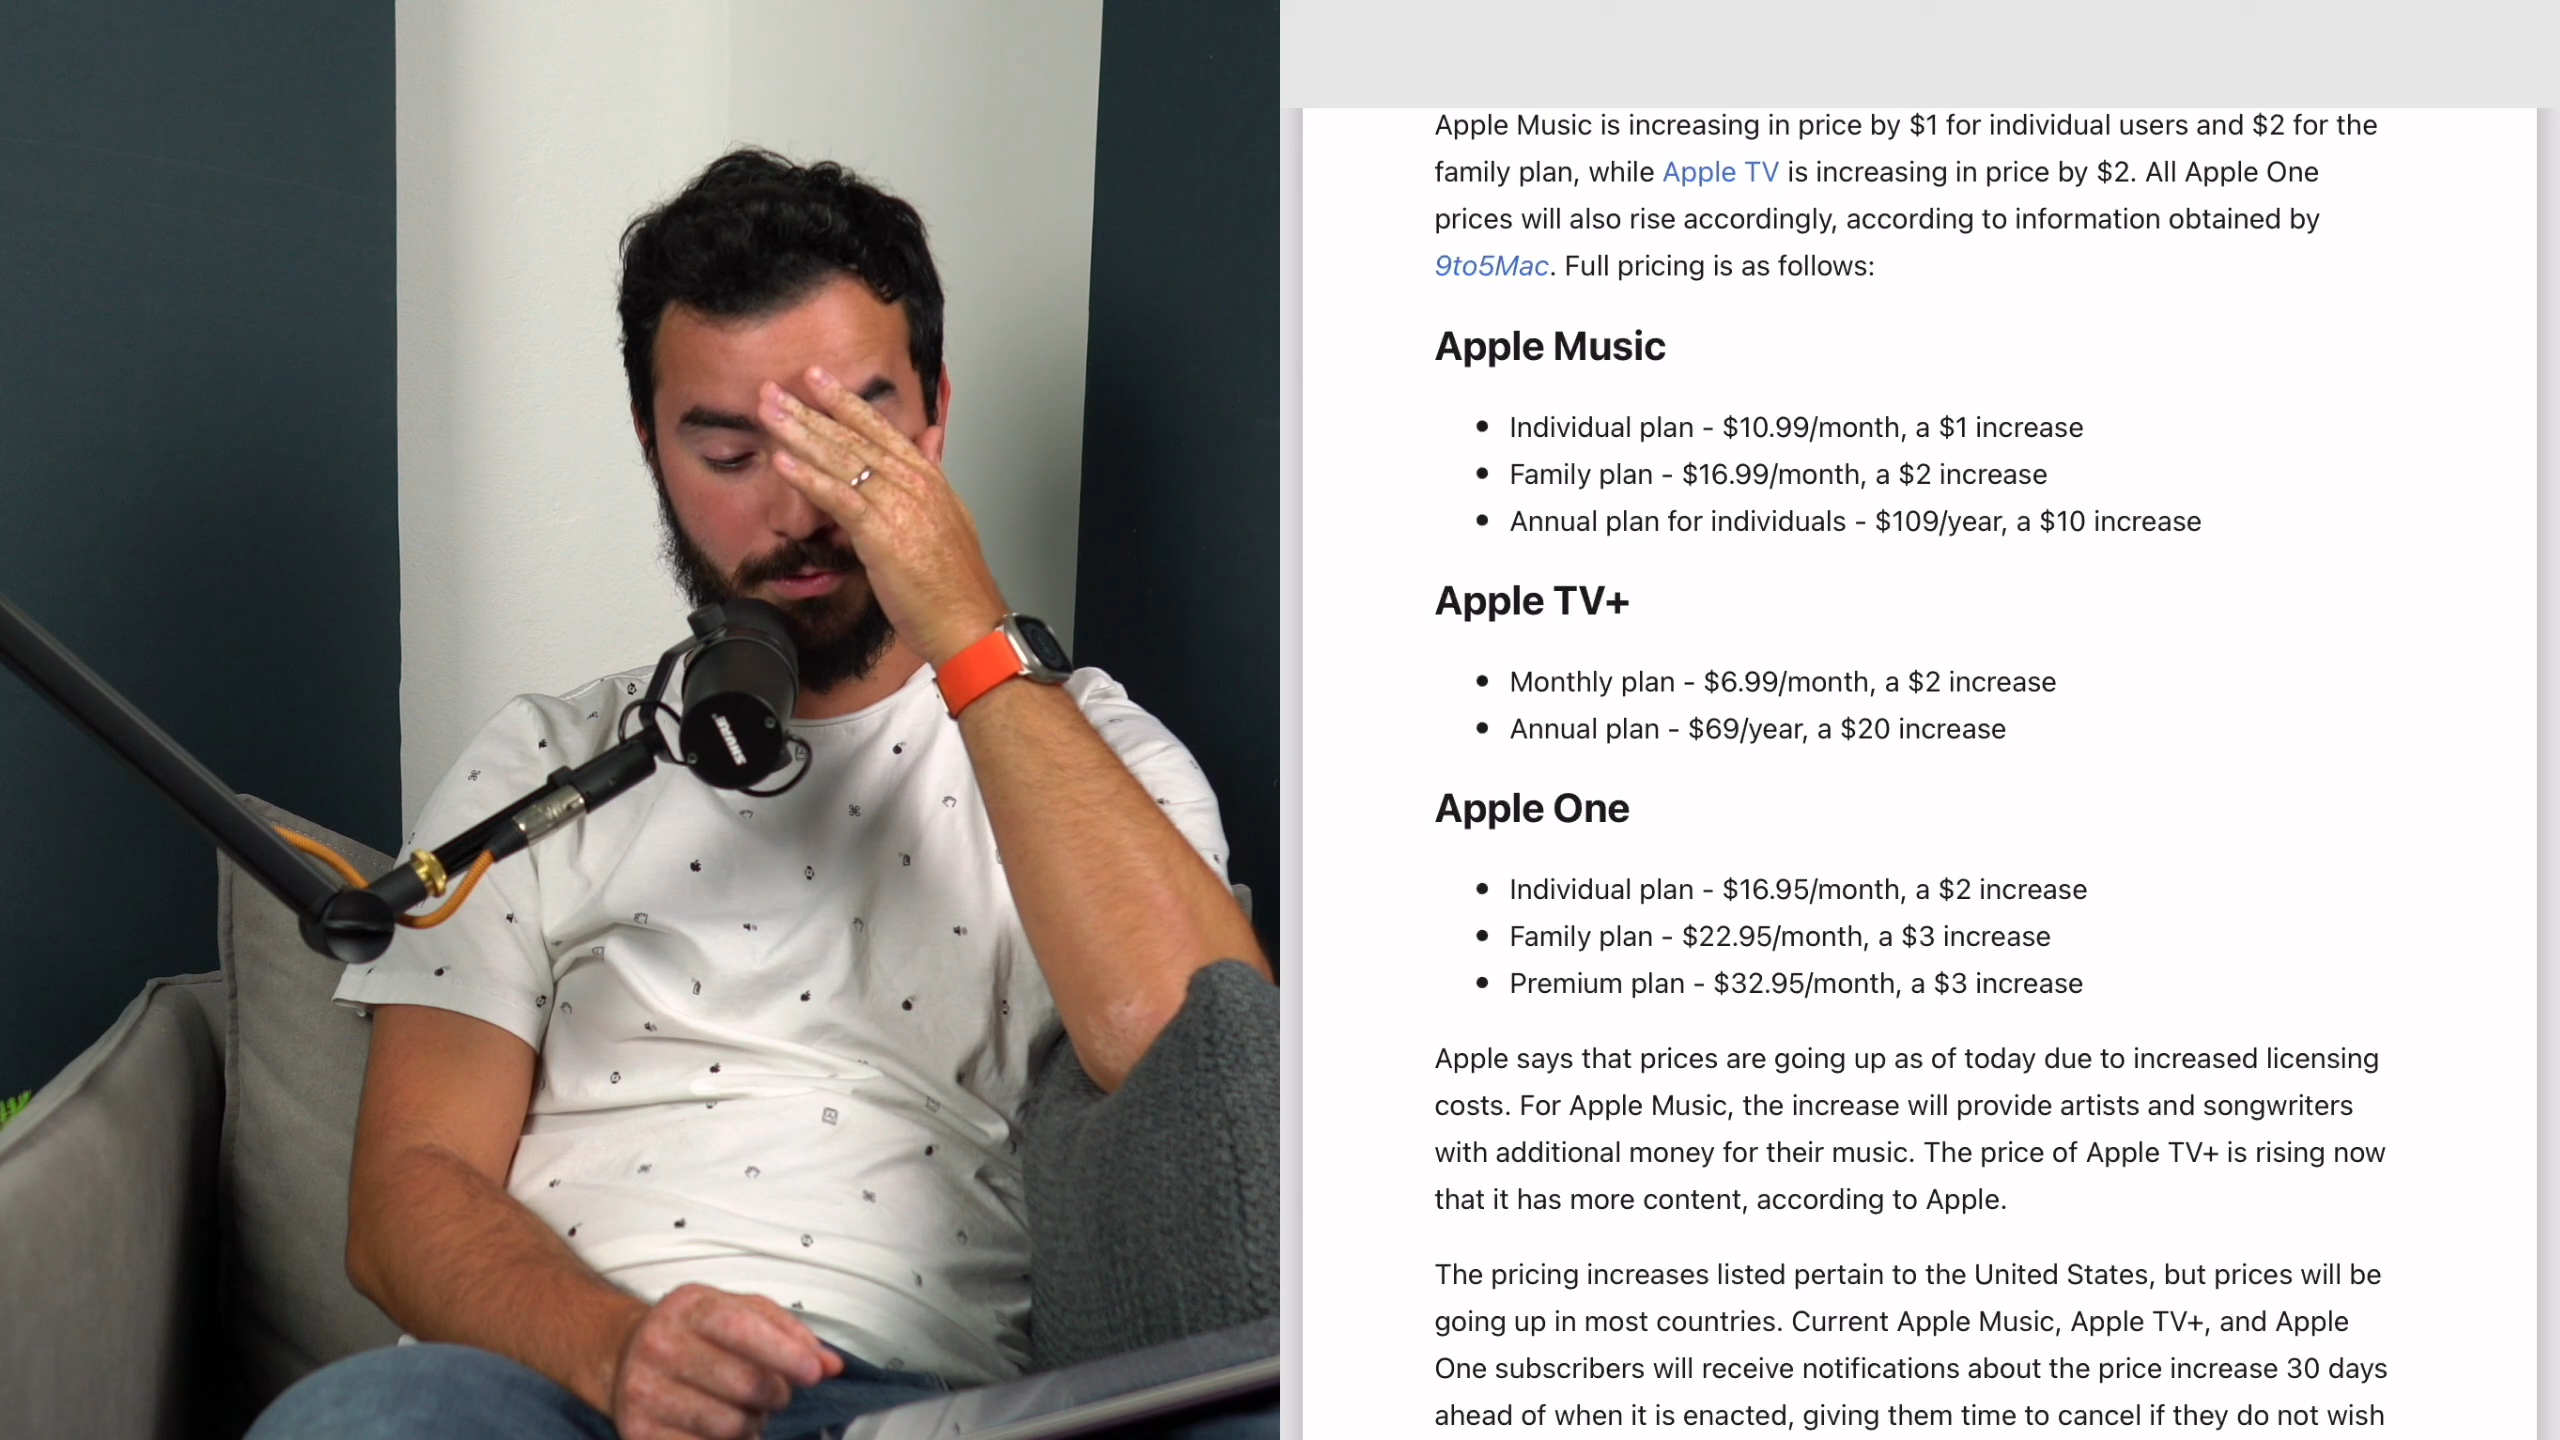 SHURE
Apple Music is increasing in price by $1 for individual users and $2 for the
family plan, while Apple TV is increasing in price by $2. All Apple One
prices will also rise accordingly, according to information obtained by
9to5Mac. Full pricing is as follows:
Apple Music
• Individual plan - $10.99/month, a $1 increase
• Family plan - $16.99/month, a $2 increase
• Annual plan for individuals - $109/year, a $10 increase
Apple TV+
• Monthly plan - $6.99/month, a $2 increase
• Annual plan - $69/year, a $20 increase
Apple One
• Individual plan - $16.95/month, a $2 increase
• Family plan - $22.95/month, a $3 increase
• Premium plan - $32.95/month, a $3 increase
Apple says that prices are going up as of today due to increased licensing
costs. For Apple Music, the increase will provide artists and songwriters
with additional money for their music. The price of Apple TV+ is rising now
that it has more content, according to Apple.
The pricing increases listed pertain to the United States, but prices will be
going up in most countries. Current Apple Music, Apple TV+, and Apple
One subscribers will receive notifications about the price increase 30 days
ahead of when it is enacted, giving them time to cancel if they do not wish